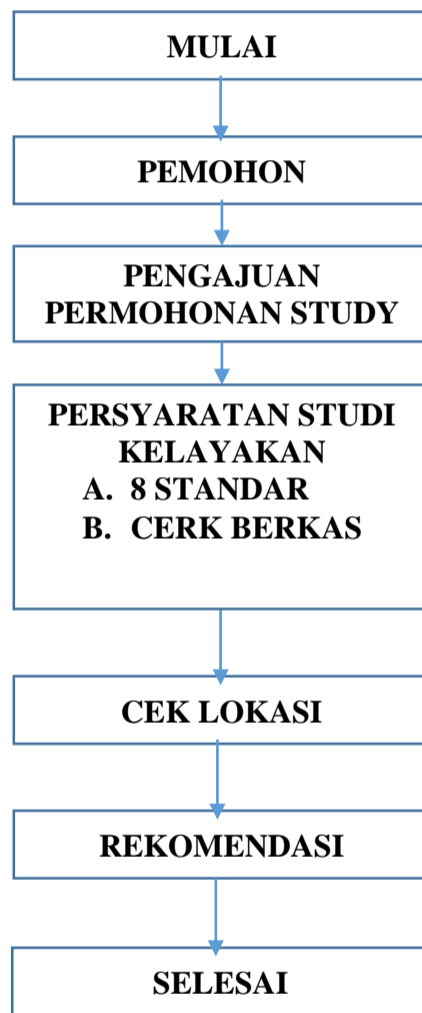 MULAI
PEMOHON
PENGAJUAN
PERMOHONAN STUDY
PERSYARATAN STUDI
KELAYAKAN
A. 8 STANDAR
B. CERK BERKAS
CEK LOKASI
REKOMENDASI
SELESAI